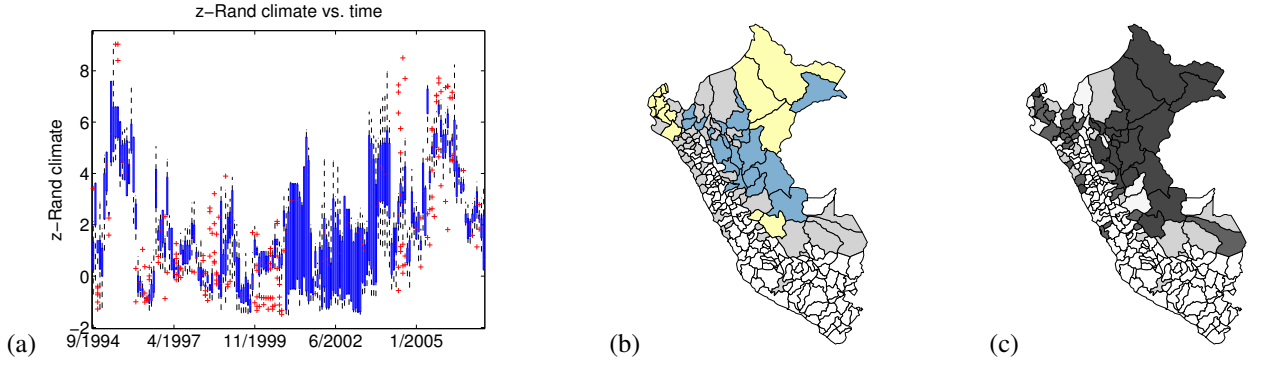 z−Rand climate vs. time
z−Rand climate
8
6
4
2
0
−2
9/1994 4/1997 11/1999 6/2002 1/2005
(a) (b) (c)